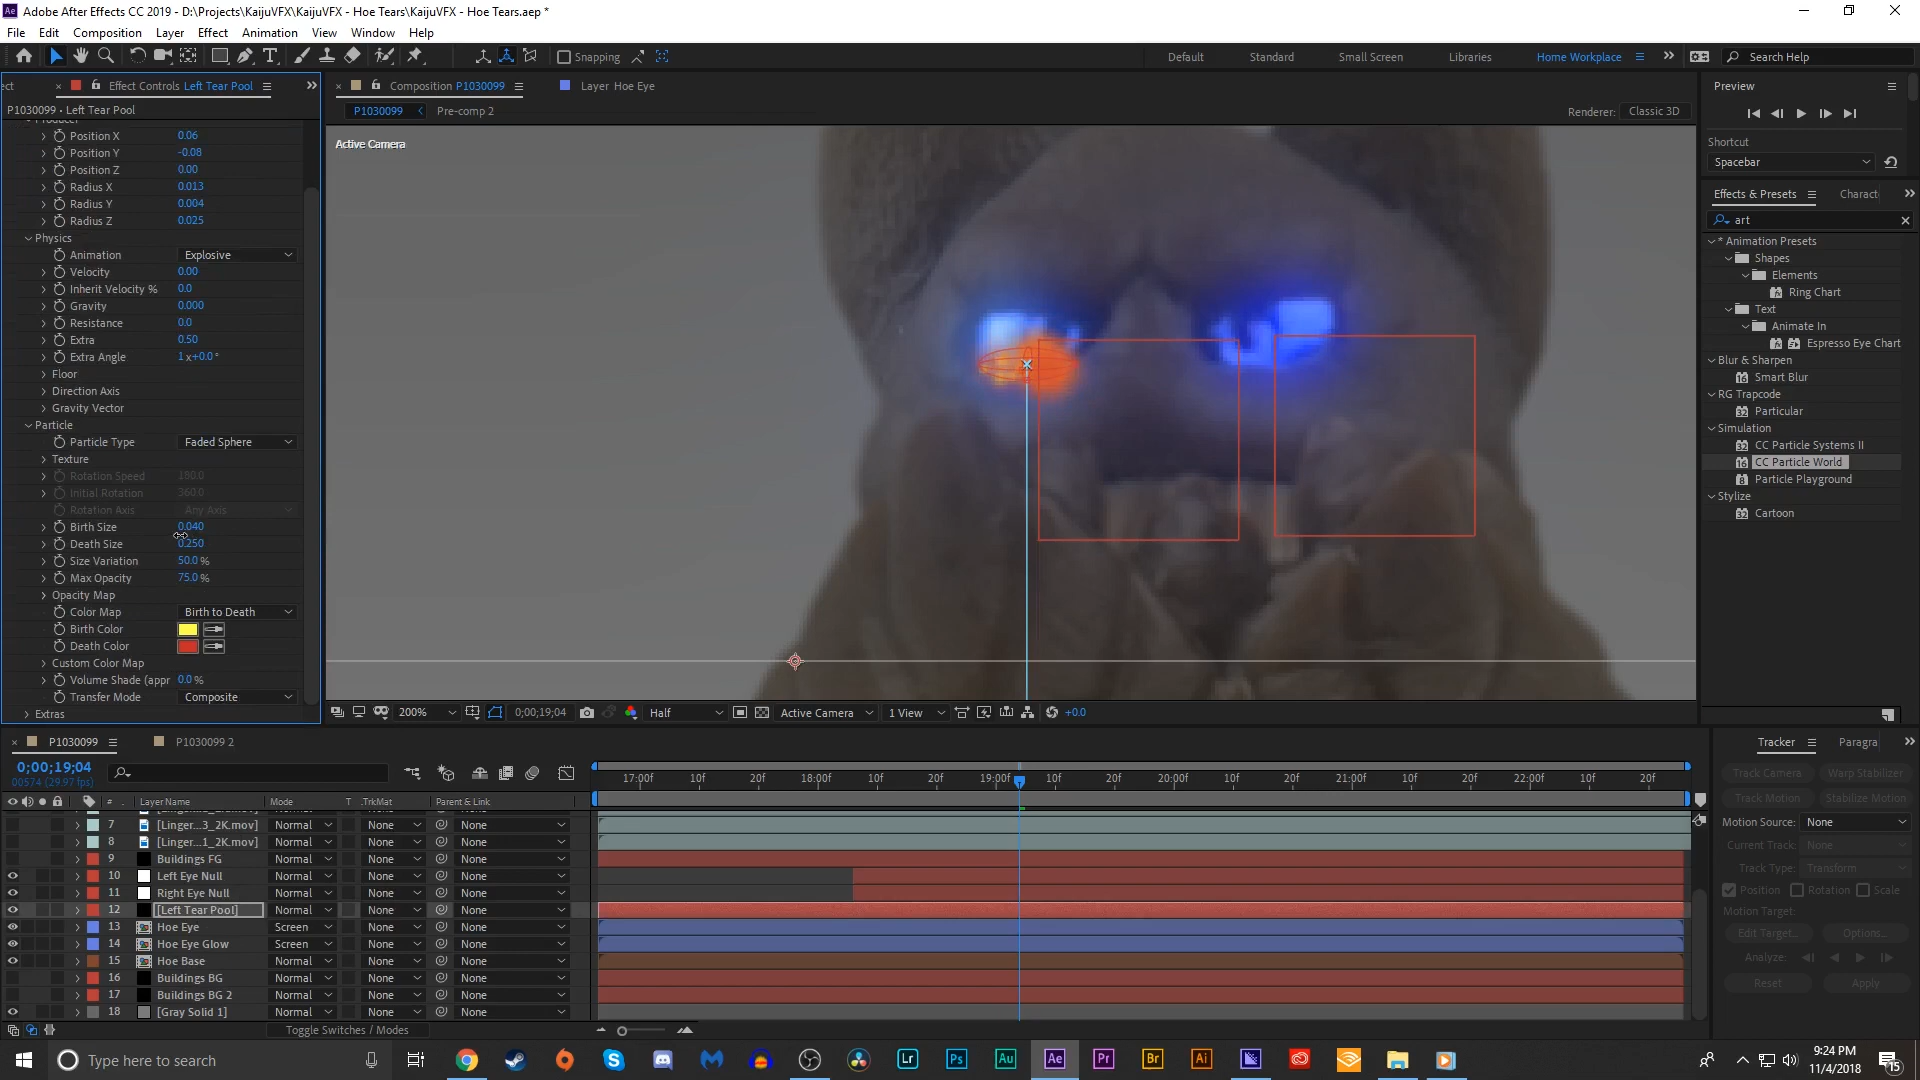 Adobe After Effects CC 2019 - D:\Projects\KaijuVFX\KaijuVFX - Hoe Tears\KaijuVFX - Hoe Tears.aep *
File Edit Composition Layer Effect Animation View Window Help
Snapping
Default Standard Small Screen Libraries Home Workplace
Search Help
ect Effect Controls Left Tear Pool
P1030099 • Left Tear Pool
Producer
Position X 0.06
Position Y -0.08
Position Z 0.00
Radius X 0.013
Radius Y 0.004
Radius Z 0.025
Physics
Animation Explosive
Velocity 0.00
Inherit Velocity % 0.0
Gravity 0.000
Resistance 0.0
Extra 0.50
Extra Angle 1x+0.0°
Floor
Direction Axis
Gravity Vector
Particle
Particle Type Faded Sphere
Texture
Rotation Speed 180.0
Initial Rotation 360.0
Rotation Axis Any Axis
Birth Size 0.040
Death Size 0.250
Size Variation 50.0 %
Max Opacity 75.0 %
Opacity Map
Color Map Birth to Death
Birth Color
Death Color
Custom Color Map
Volume Shade (appr 0.0 %
Transfer Mode Composite
Extras
Composition P1030099 Layer Hoe Eye
P1030099 Pre-comp 2
Renderer: Classic 3D
Active Camera
200% 0;00;19;04 Half Active Camera 1 View +0.0
Preview
Shortcut
Spacebar
Effects & Presets Charact
art
* Animation Presets
Shapes
Elements
Ring Chart
Text
Animate In
Espresso Eye Chart
Blur & Sharpen
Smart Blur
RG Trapcode
Particular
Simulation
CC Particle Systems II
CC Particle World
Particle Playground
Stylize
Cartoon
P1030099 P1030099 2
0;00;19;04
00574 (29.97 fps)
17:00f 10f 20f 18:00f 10f 20f 19:00f 10f 20f 20:00f 10f 20f 21:00f 10f 20f 22:00f 10f 20f
# Layer Name Mode T .TrkMat Parent & Link
7 [Linger...3_2K.mov] Normal None None
8 [Linger...1_2K.mov] Normal None None
9 Buildings FG Normal None None
10 Left Eye Null Normal None None
11 Right Eye Null Normal None None
12 [Left Tear Pool] Normal None None
13 Hoe Eye Screen None None
14 Hoe Eye Glow Screen None None
15 Hoe Base Normal None None
16 Buildings BG Normal None None
17 Buildings BG 2 Normal None None
18 [Gray Solid 1] Normal None None
Toggle Switches / Modes
Tracker Paragra
Track Camera Warp Stabilizer
Track Motion Stabilize Motion
Motion Source: None
Current Track: None
Track Type: Transform
Position Rotation Scale
Motion Target:
Edit Target... Options...
Analyze:
Reset Apply
Type here to search
Lr Ps Au Ae Pr Br Ai
9:24 PM
11/4/2018
15